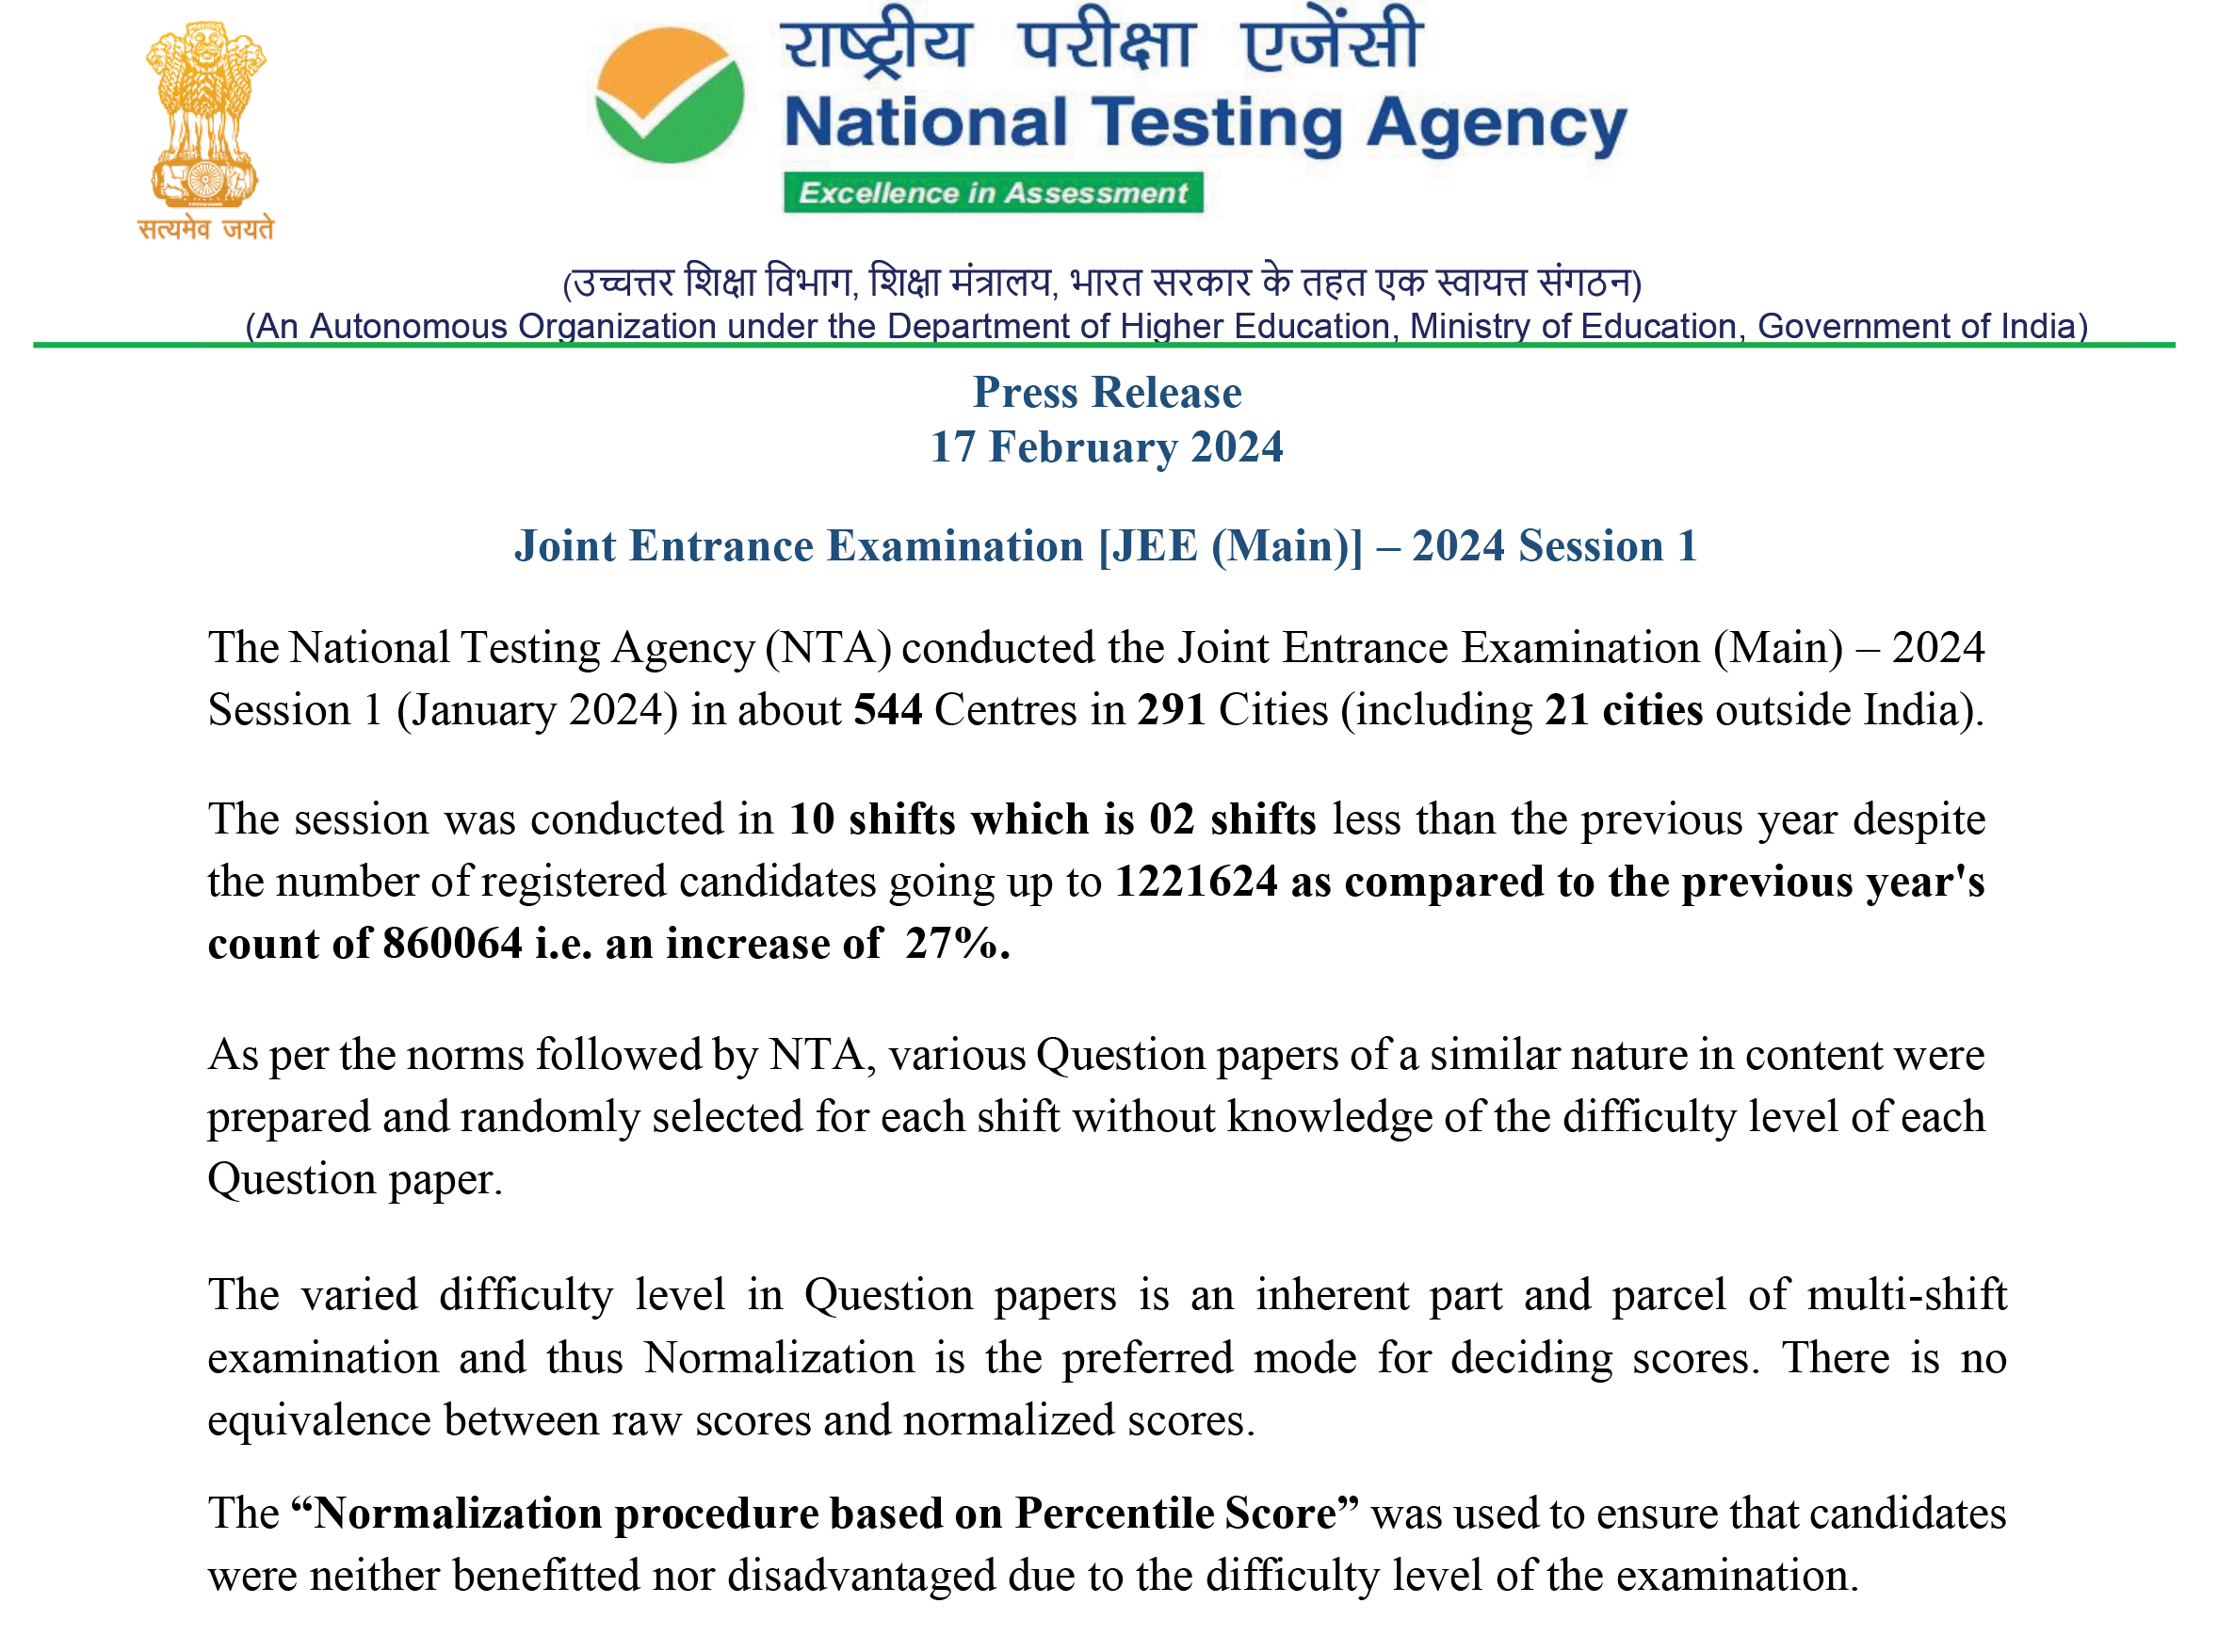 सत्यमेव जयते
राष्ट्रीय परीक्षा एजेंसी
National Testing Agency
Excellence in Assessment
(उच्चत्तर शिक्षा विभाग, शिक्षा मंत्रालय, भारत सरकार के तहत एक स्वायत्त संगठन)
(An Autonomous Organization under the Department of Higher Education, Ministry of Education, Government of India)
Press Release
17 February 2024
Joint Entrance Examination [JEE (Main)] – 2024 Session 1
The National Testing Agency (NTA) conducted the Joint Entrance Examination (Main) – 2024
Session 1 (January 2024) in about 544 Centres in 291 Cities (including 21 cities outside India).
The session was conducted in 10 shifts which is 02 shifts less than the previous year despite
the number of registered candidates going up to 1221624 as compared to the previous year's
count of 860064 i.e. an increase of 27%.
As per the norms followed by NTA, various Question papers of a similar nature in content were
prepared and randomly selected for each shift without knowledge of the difficulty level of each
Question paper.
The varied difficulty level in Question papers is an inherent part and parcel of multi-shift
examination and thus Normalization is the preferred mode for deciding scores. There is no
equivalence between raw scores and normalized scores.
The “Normalization procedure based on Percentile Score” was used to ensure that candidates
were neither benefitted nor disadvantaged due to the difficulty level of the examination.